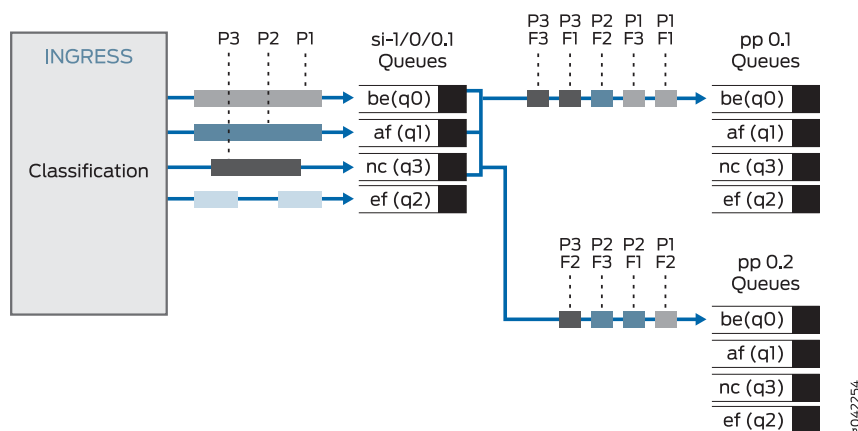 INGRESS
Classification
P3 P2 P1
si-1/0/0.1
Queues
be(q0)
af (q1)
nc (q3)
ef (q2)
P3 P3 P2 P1 P1
F3 F1 F2 F3 F1
pp 0.1
Queues
be(q0)
af (q1)
nc (q3)
ef (q2)
P3 P2 P2 P1
F2 F3 F1 F2
pp 0.2
Queues
be(q0)
af (q1)
nc (q3)
ef (q2)
g042254